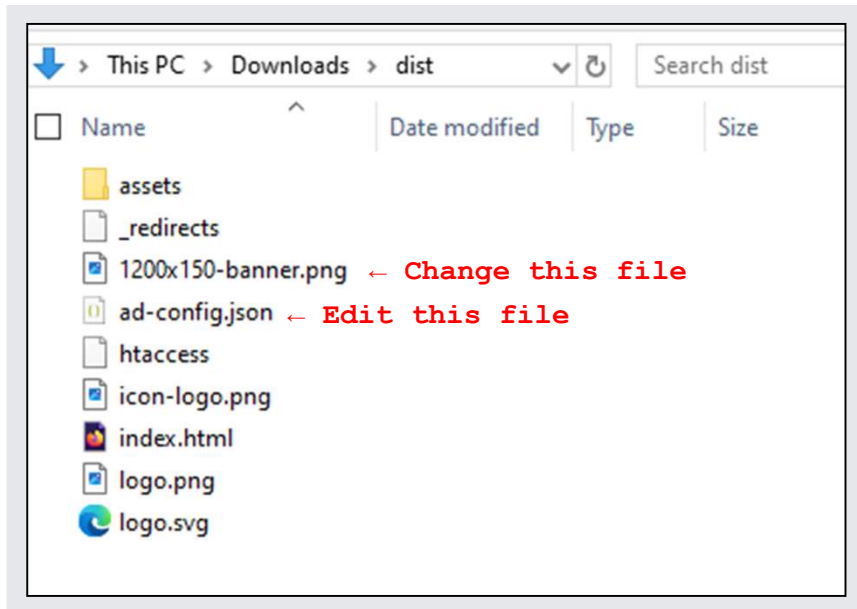 This PC > Downloads > dist Search dist
Name Date modified Type Size
assets
_redirects
1200x150-banner.png ← Change this file
ad-config.json ← Edit this file
htaccess
icon-logo.png
index.html
logo.png
logo.svg